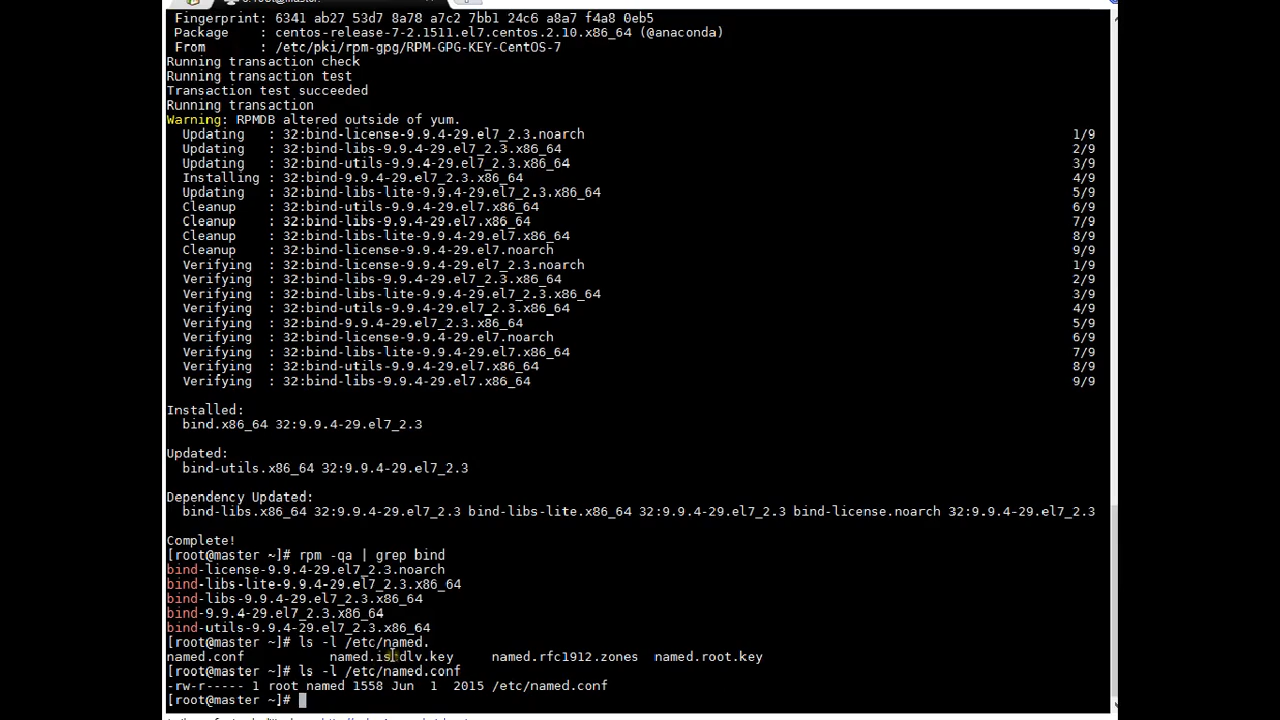 Fingerprint: 6341 ab27 53d7 8a78 a7c2 7bb1 24c6 a8a7 f4a8 0eb5
Package    : centos-release-7-2.1511.el7.centos.2.10.x86_64 (@anaconda)
From       : /etc/pki/rpm-gpg/RPM-GPG-KEY-CentOS-7
Running transaction check
Running transaction test
Transaction test succeeded
Running transaction
Warning: RPMDB altered outside of yum.
  Updating   : 32:bind-license-9.9.4-29.el7_2.3.noarch 1/9
  Updating   : 32:bind-libs-9.9.4-29.el7_2.3.x86_64 2/9
  Updating   : 32:bind-utils-9.9.4-29.el7_2.3.x86_64 3/9
  Installing : 32:bind-9.9.4-29.el7_2.3.x86_64 4/9
  Updating   : 32:bind-libs-lite-9.9.4-29.el7_2.3.x86_64 5/9
  Cleanup    : 32:bind-utils-9.9.4-29.el7.x86_64 6/9
  Cleanup    : 32:bind-libs-9.9.4-29.el7.x86_64 7/9
  Cleanup    : 32:bind-libs-lite-9.9.4-29.el7.x86_64 8/9
  Cleanup    : 32:bind-license-9.9.4-29.el7.noarch 9/9
  Verifying  : 32:bind-license-9.9.4-29.el7_2.3.noarch 1/9
  Verifying  : 32:bind-libs-9.9.4-29.el7_2.3.x86_64 2/9
  Verifying  : 32:bind-libs-lite-9.9.4-29.el7_2.3.x86_64 3/9
  Verifying  : 32:bind-utils-9.9.4-29.el7_2.3.x86_64 4/9
  Verifying  : 32:bind-9.9.4-29.el7_2.3.x86_64 5/9
  Verifying  : 32:bind-license-9.9.4-29.el7.noarch 6/9
  Verifying  : 32:bind-libs-lite-9.9.4-29.el7.x86_64 7/9
  Verifying  : 32:bind-utils-9.9.4-29.el7.x86_64 8/9
  Verifying  : 32:bind-libs-9.9.4-29.el7.x86_64 9/9
Installed:
  bind.x86_64 32:9.9.4-29.el7_2.3
Updated:
  bind-utils.x86_64 32:9.9.4-29.el7_2.3
Dependency Updated:
  bind-libs.x86_64 32:9.9.4-29.el7_2.3 bind-libs-lite.x86_64 32:9.9.4-29.el7_2.3 bind-license.noarch 32:9.9.4-29.el7_2.3
Complete!
[root@master ~]# rpm -qa | grep bind
bind-license-9.9.4-29.el7_2.3.noarch
bind-libs-lite-9.9.4-29.el7_2.3.x86_64
bind-libs-9.9.4-29.el7_2.3.x86_64
bind-9.9.4-29.el7_2.3.x86_64
bind-utils-9.9.4-29.el7_2.3.x86_64
[root@master ~]# ls -l /etc/named.
named.conf named.iscdlv.key named.rfc1912.zones named.root.key
[root@master ~]# ls -l /etc/named.conf
-rw-r----- 1 root named 1558 Jun  1  2015 /etc/named.conf
[root@master ~]#